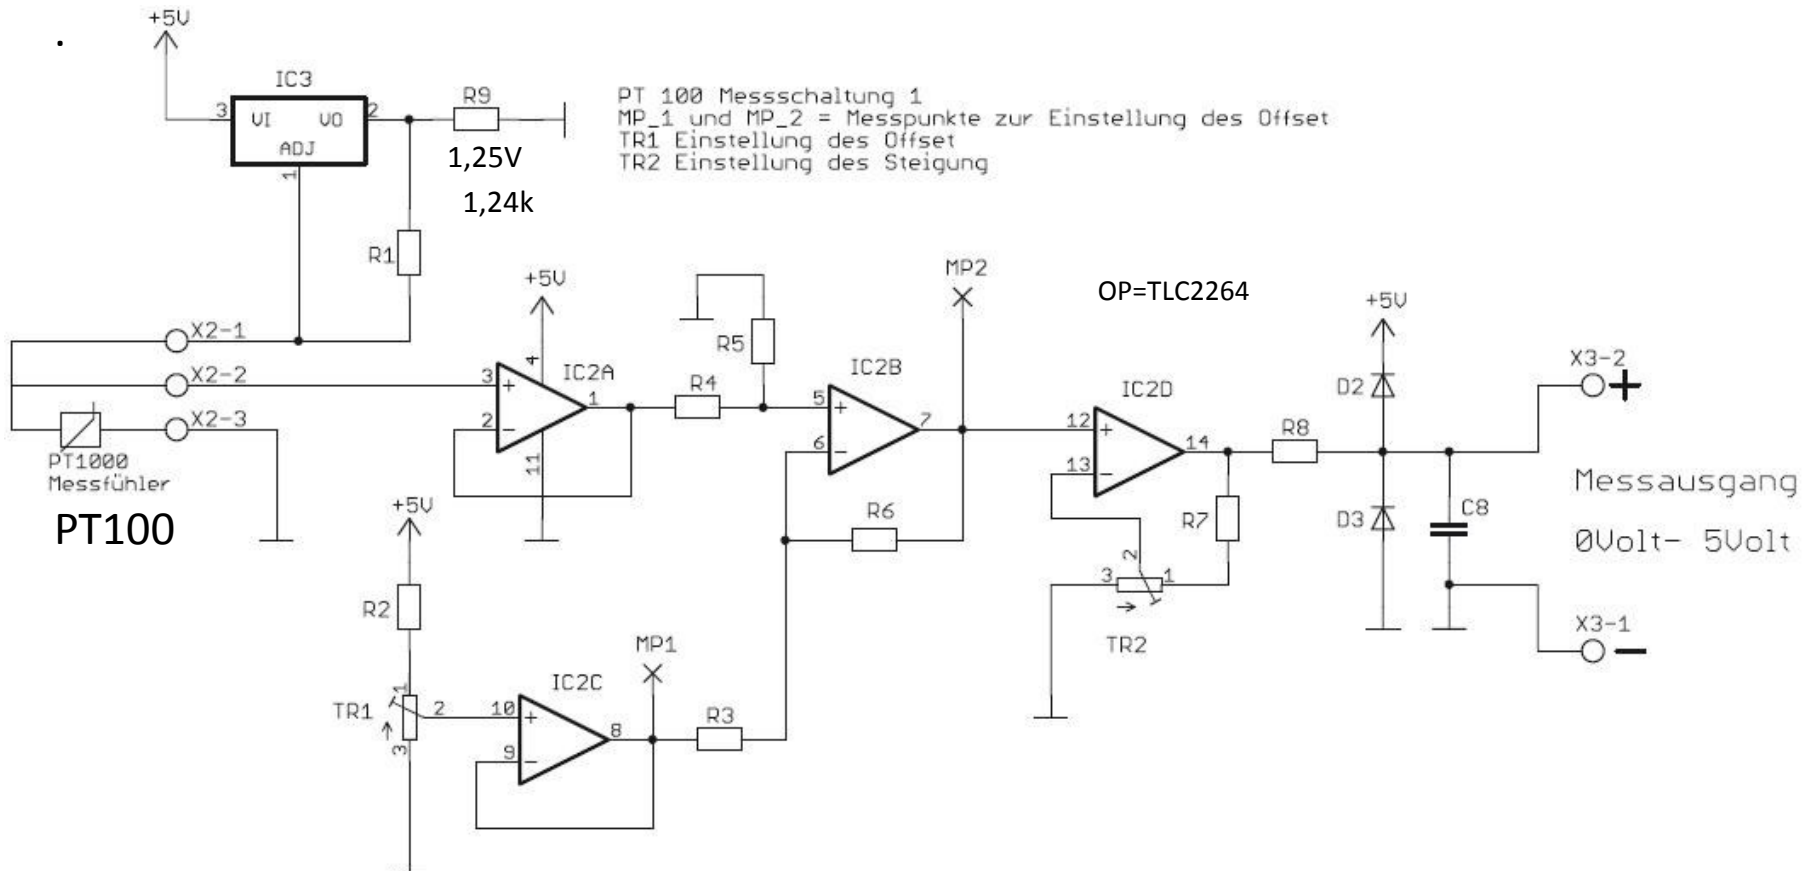 +5V
.
IC3
3 VI VO 2
ADJ
1
R9
1,25V
1,24k
PT 100 Messschaltung 1
MP_1 und MP_2 = Messpunkte zur Einstellung des Offset
TR1 Einstellung des Offset
TR2 Einstellung des Steigung
R1
X2-1
X2-2
X2-3
PT1000
Messfühler
PT100
+5V
4
IC2A
3 +
2 −
1
11
R4
R5
IC2B
5 +
6 −
7
MP2
R6
OP=TLC2264
IC2D
12 +
13 −
14
R7
2
3 1
TR2
R8
+5V
D2
D3
C8
X3-2
+
Messausgang
0Volt- 5Volt
X3-1
−
+5V
R2
1
TR1 2
3
IC2C
10 +
9 −
8
MP1
R3